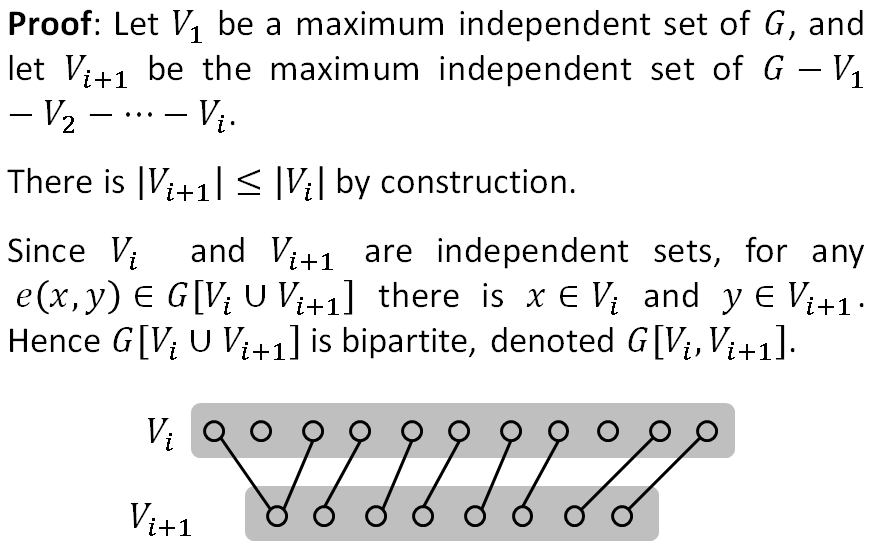 Proof: Let V₁ be a maximum independent set of G, and
let Vᵢ₊₁ be the maximum independent set of G − V₁
− V₂ − ⋯ − Vᵢ.
There is |Vᵢ₊₁| ≤ |Vᵢ| by construction.
Since Vᵢ and Vᵢ₊₁ are independent sets, for any
e(x, y) ∈ G[Vᵢ ∪ Vᵢ₊₁] there is x ∈ Vᵢ and y ∈ Vᵢ₊₁.
Hence G[Vᵢ ∪ Vᵢ₊₁] is bipartite, denoted G[Vᵢ, Vᵢ₊₁].
Vᵢ
Vᵢ₊₁